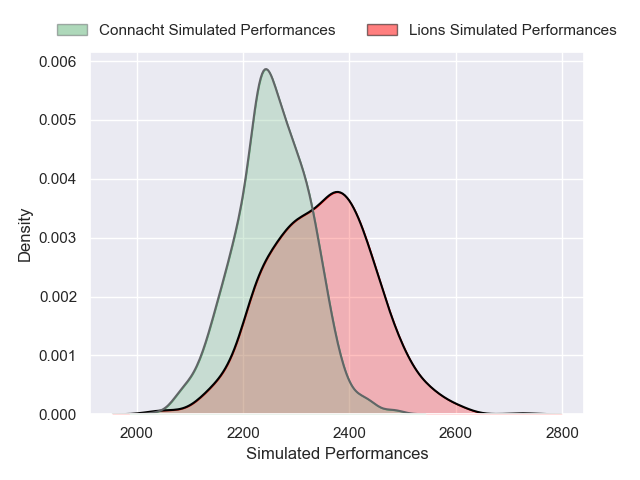 Connacht Simulated Performances Lions Simulated Performances
0.006
0.005
0.004
0.003
0.002
0.001
0.000
Density
2000 2200 2400 2600 2800
Simulated Performances